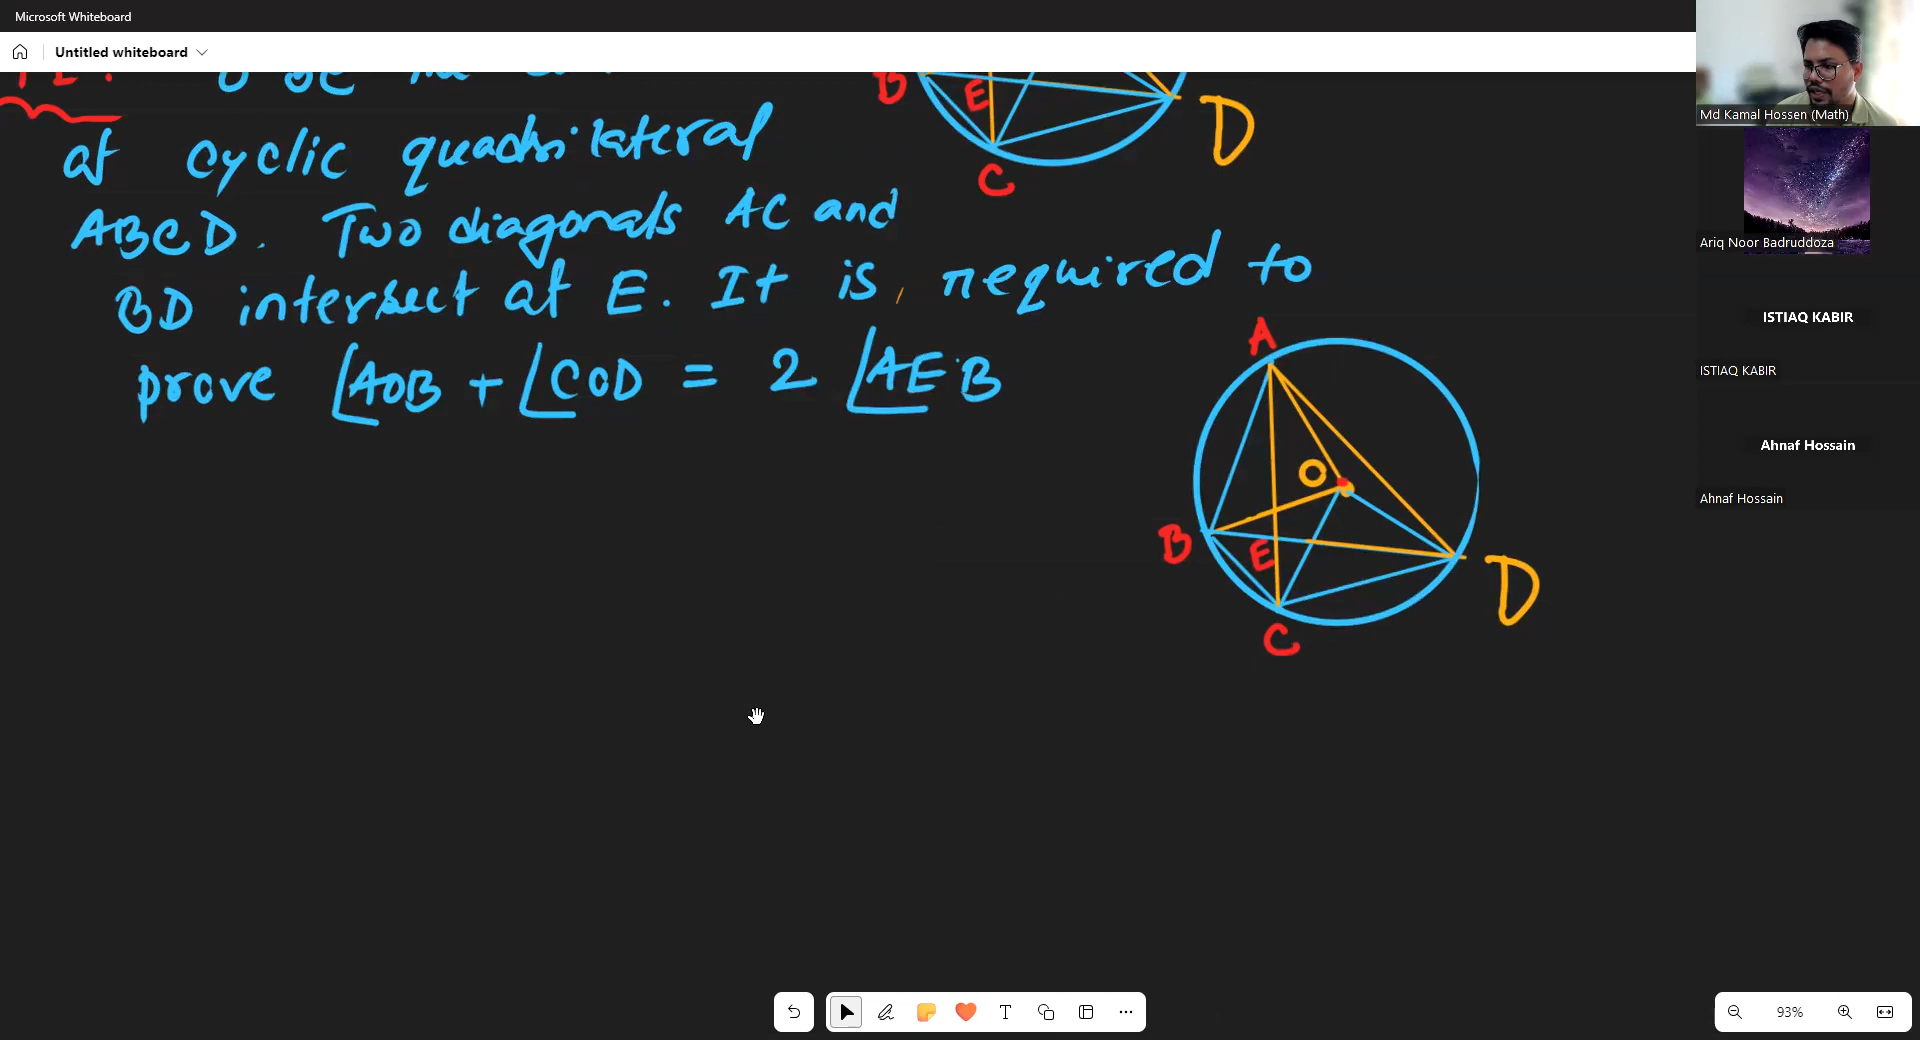 Microsoft Whiteboard
Untitled whiteboard
at cyclic quadrilateral
ABCD. Two diagonals AC and
BD intersect at E. It is required to
prove ∠AOB + ∠COD = 2 ∠AEB
B
E
D
C
A
O
B
E
D
C
Md Kamal Hossen (Math)
Ariq Noor Badruddoza
ISTIAQ KABIR
ISTIAQ KABIR
Ahnaf Hossain
Ahnaf Hossain
T
93%